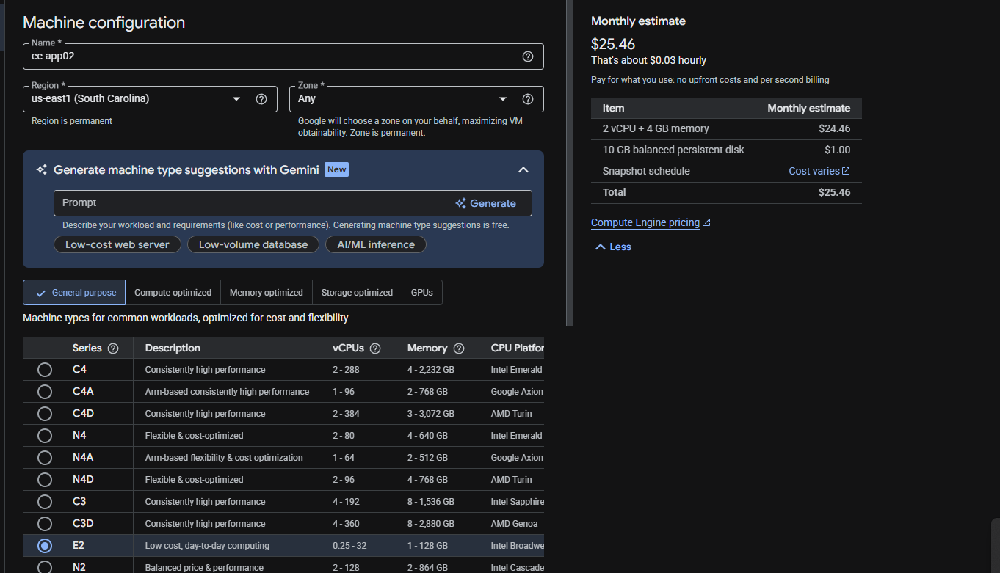 Machine configuration
Name *
cc-app02
Region *
us-east1 (South Carolina)
Region is permanent
Zone *
Any
Google will choose a zone on your behalf, maximizing VM
obtainability. Zone is permanent.
Generate machine type suggestions with Gemini New
Prompt
Generate
Describe your workload and requirements (like cost or performance). Generating machine type suggestions is free.
Low-cost web server Low-volume database AI/ML inference
General purpose Compute optimized Memory optimized Storage optimized GPUs
Machine types for common workloads, optimized for cost and flexibility
Series Description vCPUs Memory CPU Platfor
C4 Consistently high performance 2 - 288 4 - 2,232 GB Intel Emerald
C4A Arm-based consistently high performance 1 - 96 2 - 768 GB Google Axion
C4D Consistently high performance 2 - 384 3 - 3,072 GB AMD Turin
N4 Flexible & cost-optimized 2 - 80 4 - 640 GB Intel Emerald
N4A Arm-based flexibility & cost optimization 1 - 64 2 - 512 GB Google Axion
N4D Flexible & cost-optimized 2 - 96 4 - 768 GB AMD Turin
C3 Consistently high performance 4 - 192 8 - 1,536 GB Intel Sapphire
C3D Consistently high performance 4 - 360 8 - 2,880 GB AMD Genoa
E2 Low cost, day-to-day computing 0.25 - 32 1 - 128 GB Intel Broadwe
N2 Balanced price & performance 2 - 128 2 - 864 GB Intel Cascade
Monthly estimate
$25.46
That's about $0.03 hourly
Pay for what you use: no upfront costs and per second billing
Item Monthly estimate
2 vCPU + 4 GB memory $24.46
10 GB balanced persistent disk $1.00
Snapshot schedule Cost varies
Total $25.46
Compute Engine pricing
Less